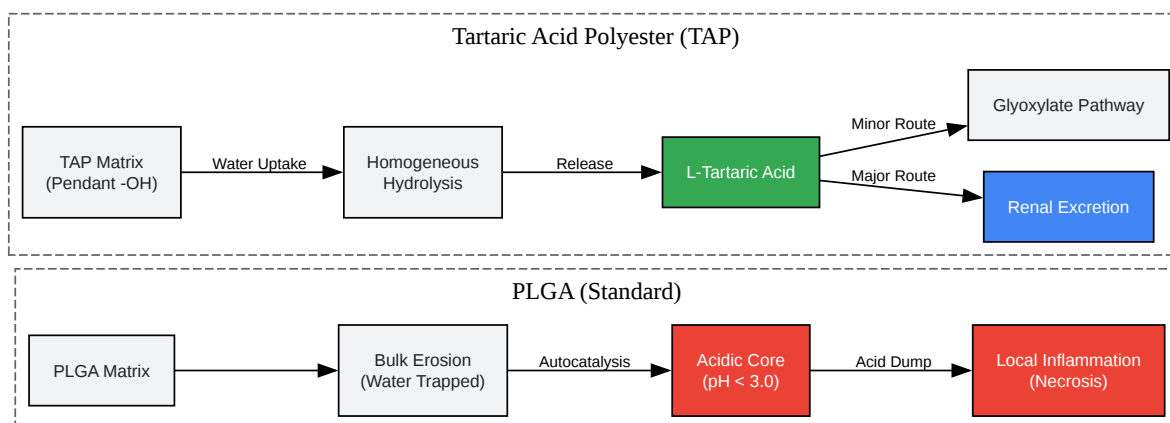 Tartaric Acid Polyester (TAP)
TAP Matrix
(Pendant -OH)
Water Uptake
Homogeneous
Hydrolysis
Release
L-Tartaric Acid
Minor Route
Glyoxylate Pathway
Major Route
Renal Excretion
PLGA (Standard)
PLGA Matrix
Bulk Erosion
(Water Trapped)
Autocatalysis
Acidic Core
(pH < 3.0)
Acid Dump
Local Inflammation
(Necrosis)